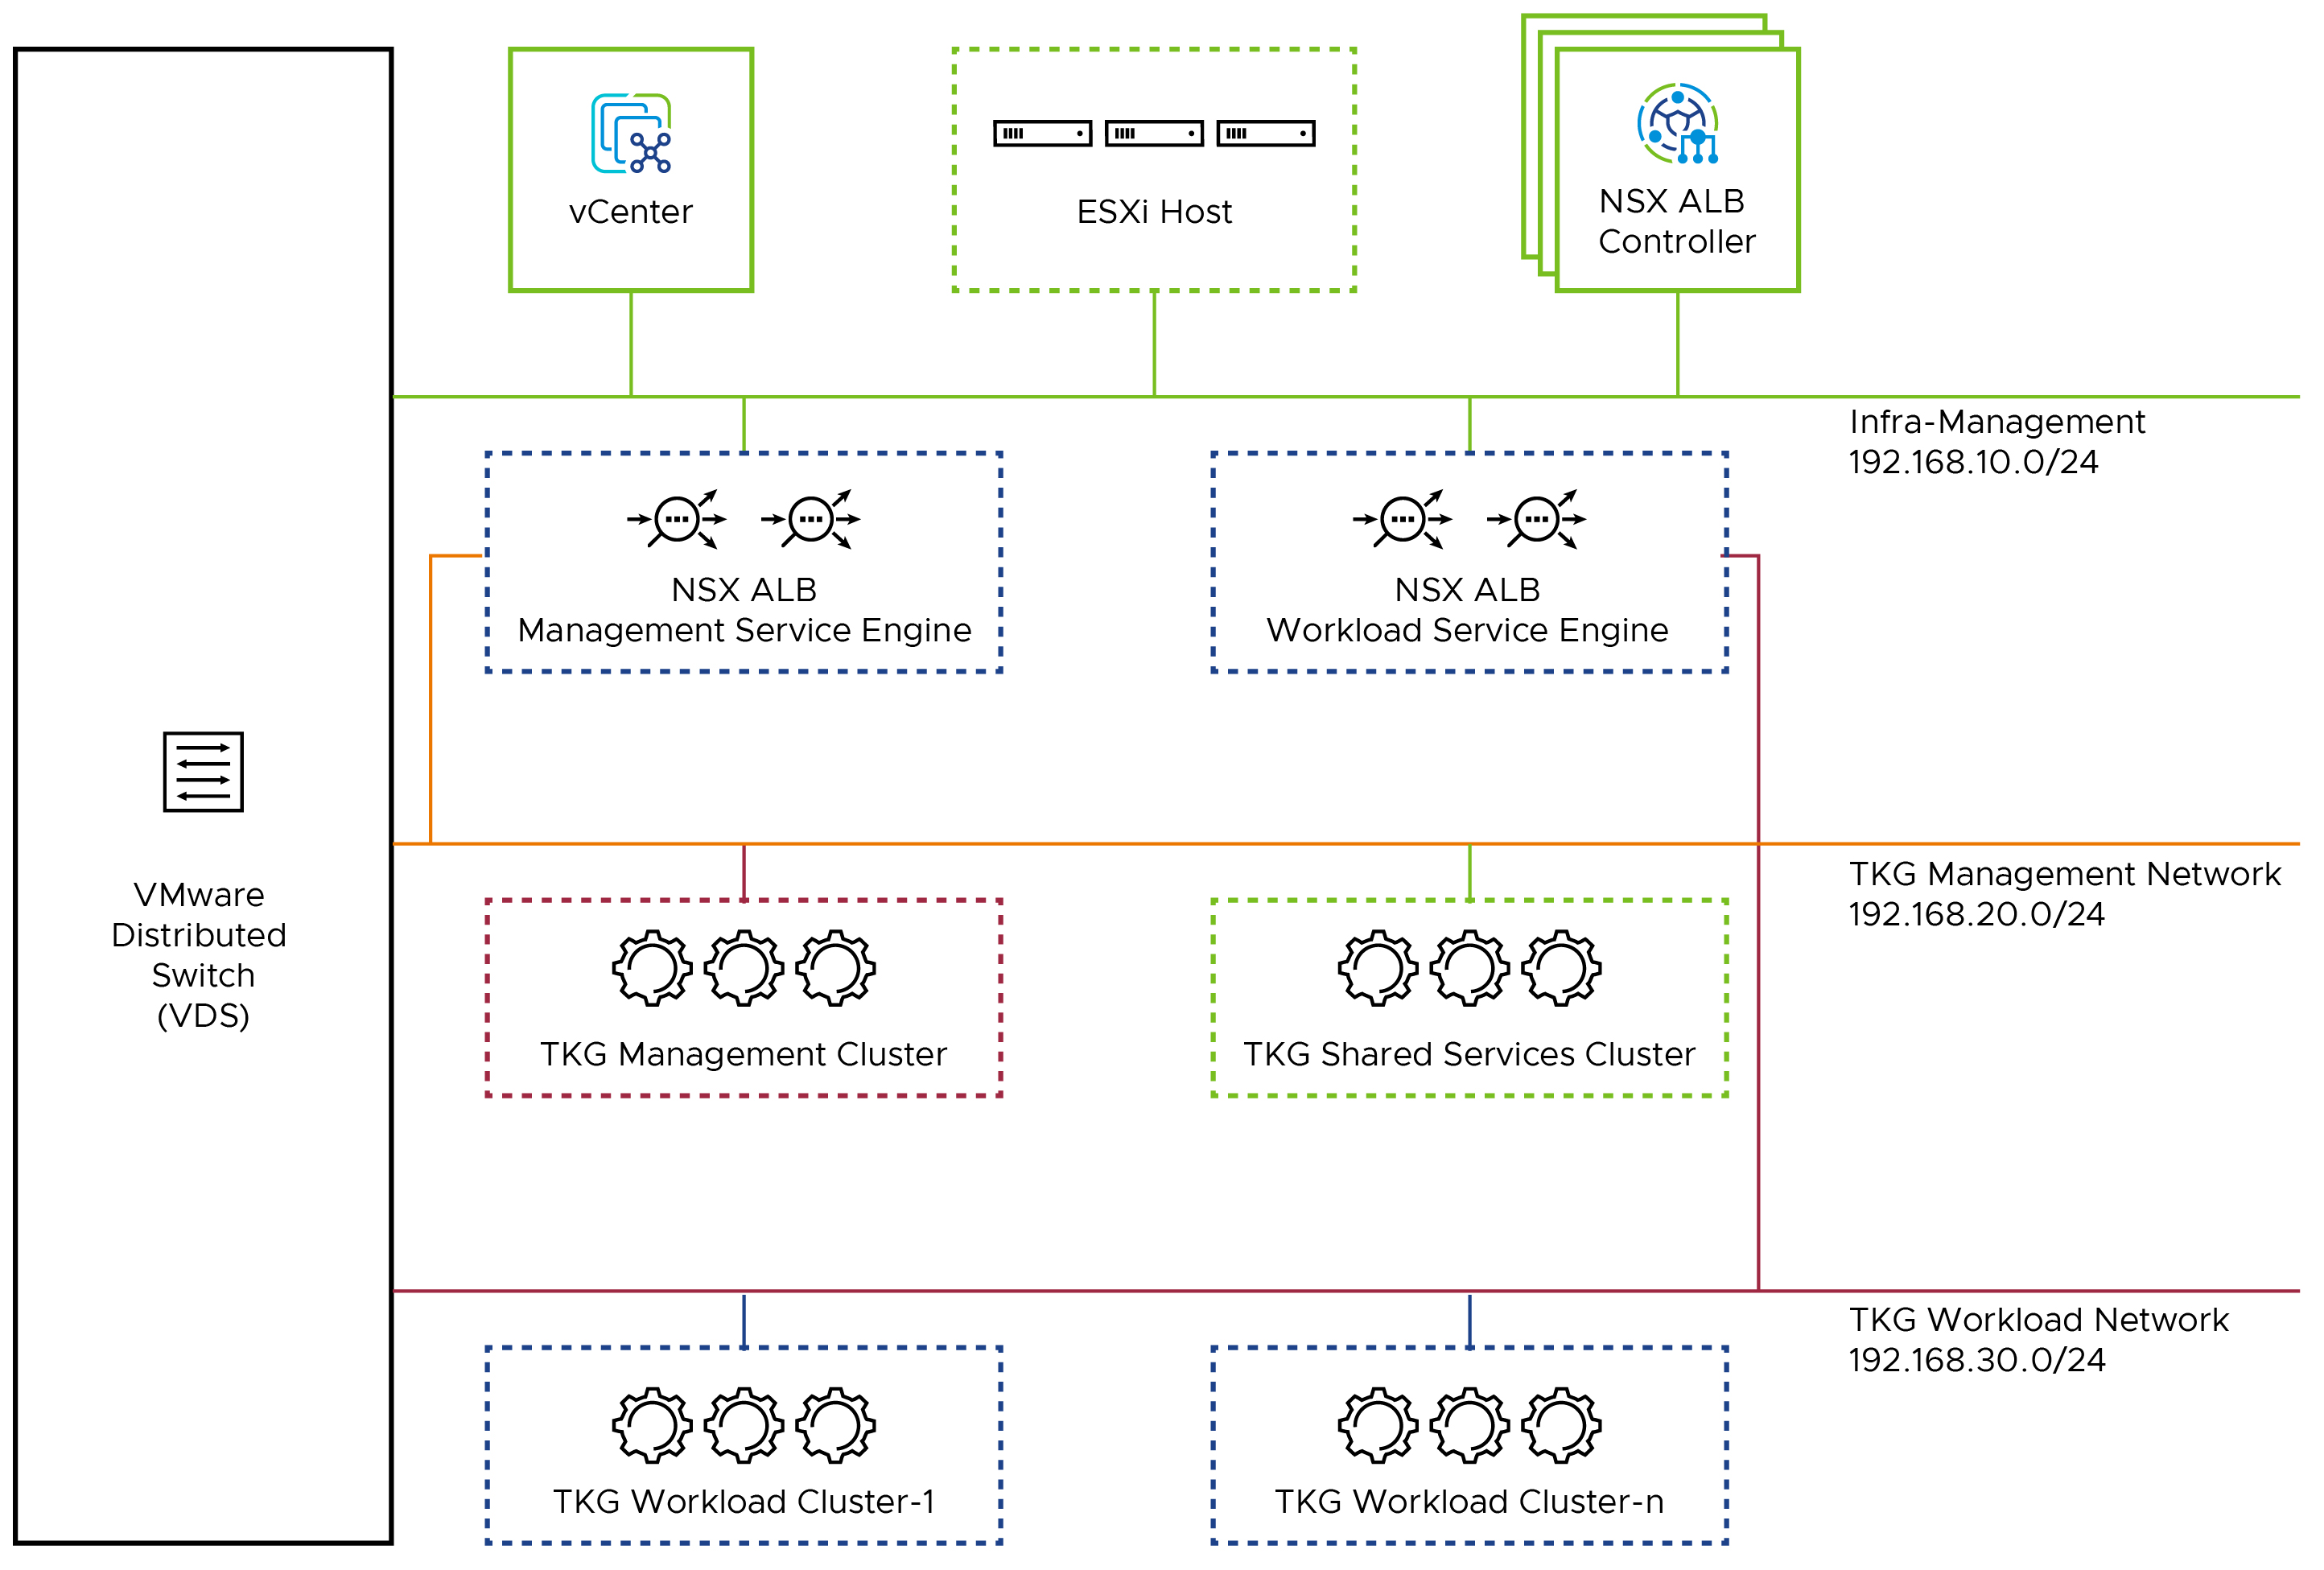 vCenter
ESXi Host
NSX ALB
Controller
Infra-Management
192.168.10.0/24
NSX ALB
Management Service Engine
NSX ALB
Workload Service Engine
VMware
Distributed
Switch
(VDS)
TKG Management Network
192.168.20.0/24
TKG Management Cluster
TKG Shared Services Cluster
TKG Workload Network
192.168.30.0/24
TKG Workload Cluster-1
TKG Workload Cluster-n